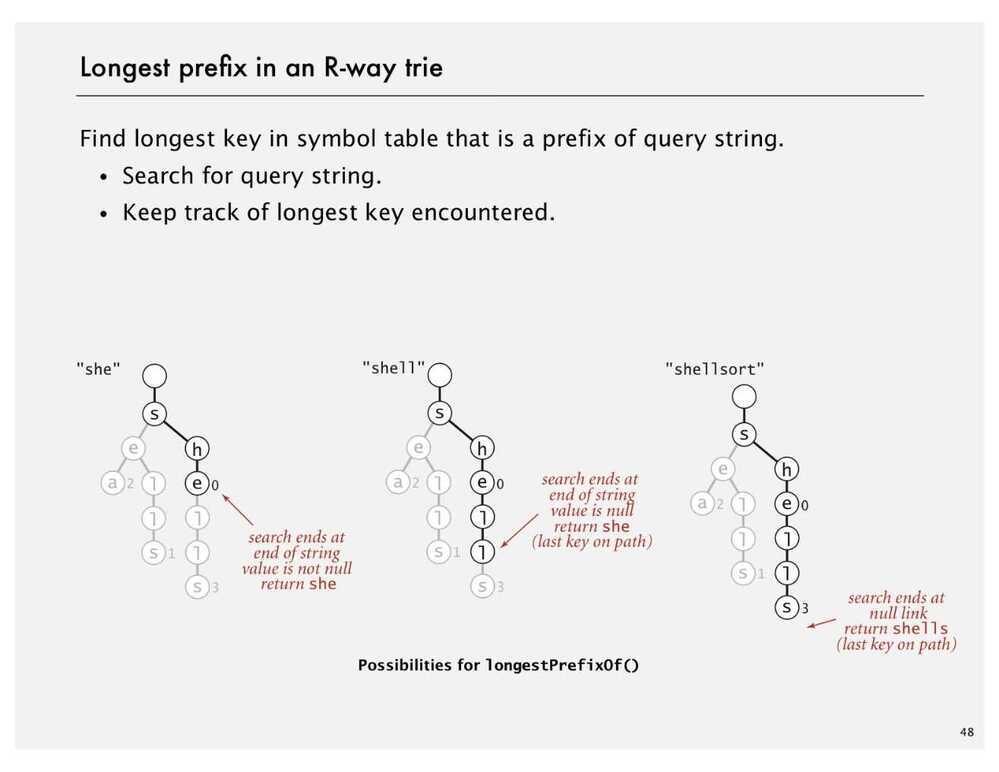 Longest prefix in an R-way trie
Find longest key in symbol table that is a prefix of query string.
• Search for query string.
• Keep track of longest key encountered.
"she"
s
e h
a 2 l e 0
l l
s 1 l
s 3
search ends at
end of string
value is not null
return she
"shell"
s
e h
a 2 l e 0
l l
s 1 l
s 3
search ends at
end of string
value is null
return she
(last key on path)
"shellsort"
s
e h
a 2 l e 0
l l
s 1 l
s 3
search ends at
null link
return shells
(last key on path)
Possibilities for longestPrefixOf()
48